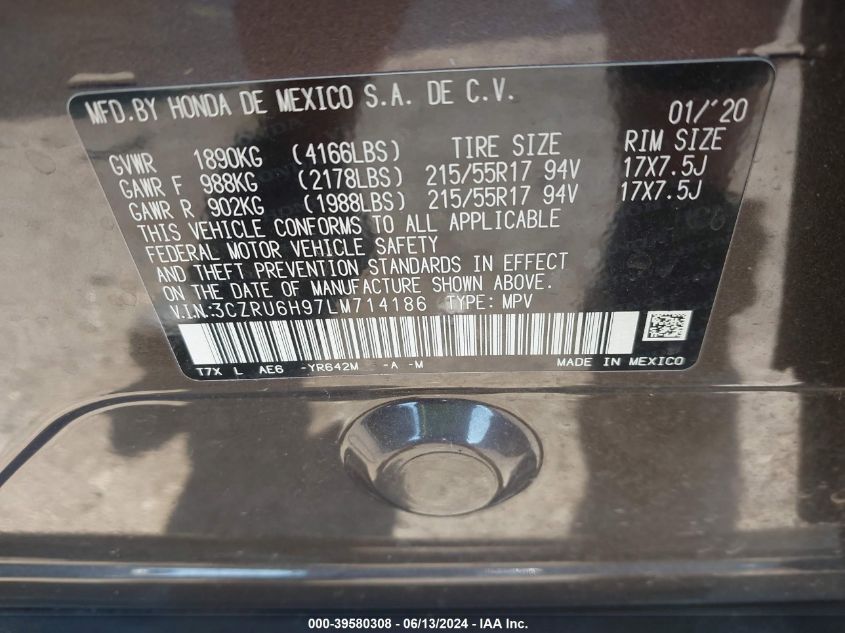 MFD.BY HONDA DE MEXICO S.A. DE C.V. 01/'20
GVWR 1890KG (4166LBS) TIRE SIZE RIM SIZE
GAWR F 988KG (2178LBS) 215/55R17 94V 17X7.5J
GAWR R 902KG (1988LBS) 215/55R17 94V 17X7.5J
THIS VEHICLE CONFORMS TO ALL APPLICABLE
FEDERAL MOTOR VEHICLE SAFETY
AND THEFT PREVENTION STANDARDS IN EFFECT
ON THE DATE OF MANUFACTURE SHOWN ABOVE.
V.I.N:3CZRU6H97LM714186 TYPE: MPV
T7X L AE6 -YR642M -A -M MADE IN MEXICO
000-39580308 - 06/13/2024 - IAA Inc.